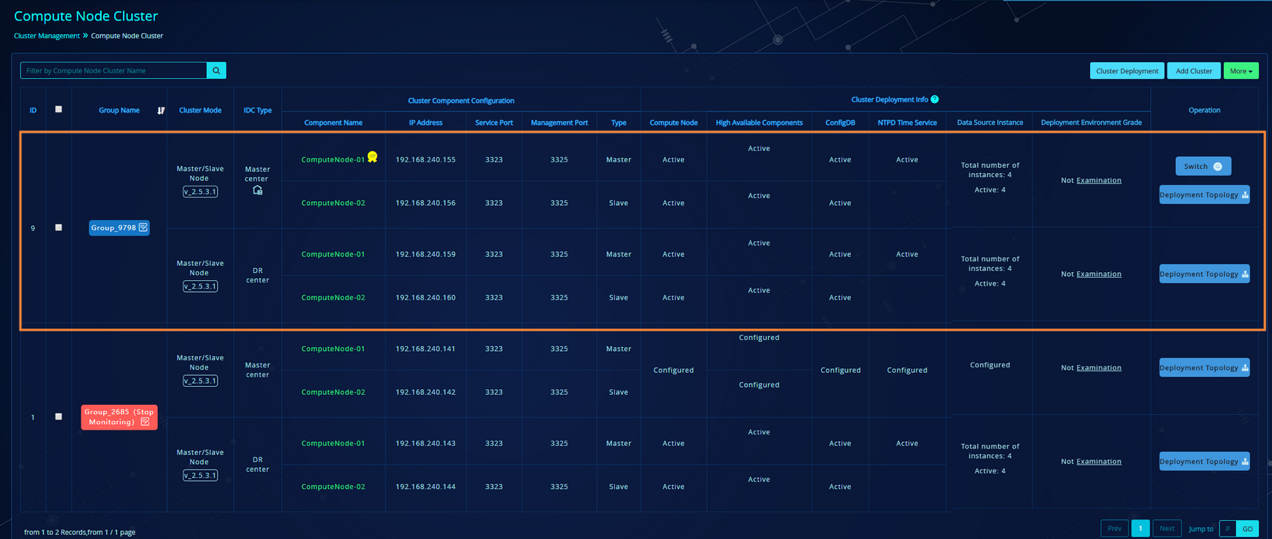 Compute Node Cluster
Cluster Management » Compute Node Cluster
Filter by Compute Node Cluster Name
Cluster Deployment
Add Cluster
More
ID
Group Name
Cluster Mode
IDC Type
Cluster Component Configuration
Cluster Deployment Info ?
Operation
Component Name
IP Address
Service Port
Management Port
Type
Compute Node
High Available Components
ConfigDB
NTPD Time Service
Data Source Instance
Deployment Environment Grade
9
Group_9798
Master/Slave
Node
v_2.5.3.1
Master
center
ComputeNode-01
192.168.240.155
3323
3325
Master
Active
Active
Active
Active
Total number of
instances: 4
Active: 4
Not Examination
Switch
Deployment Topology
ComputeNode-02
192.168.240.156
3323
3325
Slave
Active
Active
Active
Master/Slave
Node
v_2.5.3.1
DR
center
ComputeNode-01
192.168.240.159
3323
3325
Master
Active
Active
Active
Active
Total number of
instances: 4
Active: 4
Not Examination
Deployment Topology
ComputeNode-02
192.168.240.160
3323
3325
Slave
Active
Active
Active
1
Group_2685 (Stop
Monitoring)
Master/Slave
Node
v_2.5.3.1
Master
center
ComputeNode-01
192.168.240.141
3323
3325
Master
Configured
Configured
Configured
Configured
Configured
Not Examination
Deployment Topology
ComputeNode-02
192.168.240.142
3323
3325
Slave
Configured
Master/Slave
Node
v_2.5.3.1
DR
center
ComputeNode-01
192.168.240.143
3323
3325
Master
Active
Active
Active
Active
Total number of
instances: 4
Active: 4
Not Examination
Deployment Topology
ComputeNode-02
192.168.240.144
3323
3325
Slave
Active
Active
Active
from 1 to 2 Records,from 1 / 1 page
Prev
1
Next
Jump to
P
GO